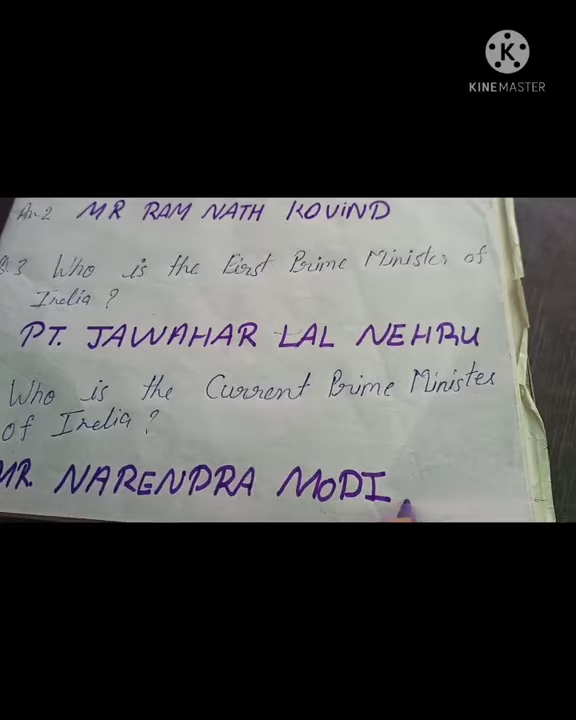 K
KINEMASTER
An-2 MR RAM NATH KOViND
Q.3 Who is the First Prime Minister of
India ?
PT. JAWAHAR LAL NEHRU
Who is the Current Prime Minister
of India ?
MR. NARENDRA MODI